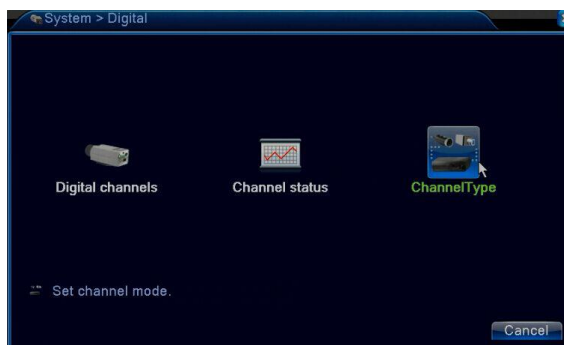 System > Digital
Digital channels
Channel status
ChannelType
Set channel mode.
Cancel